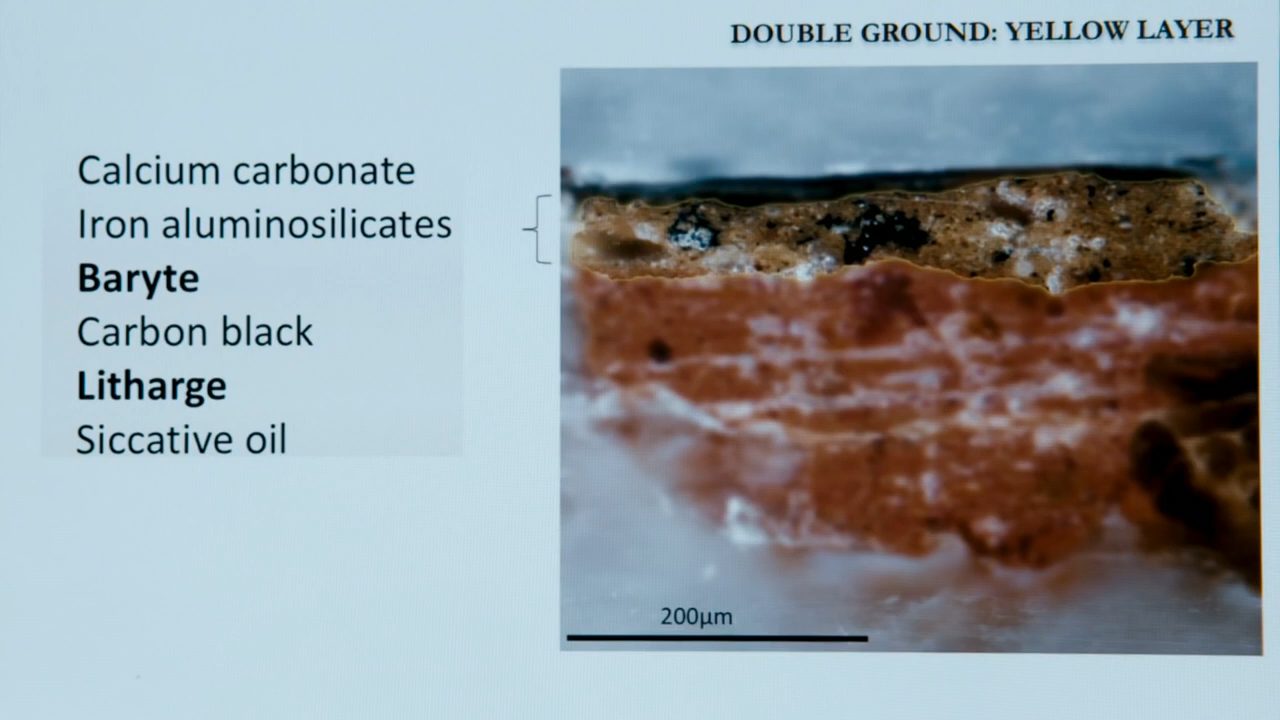 DOUBLE GROUND: YELLOW LAYER
Calcium carbonate
Iron aluminosilicates
Baryte
Carbon black
Litharge
Siccative oil
200µm